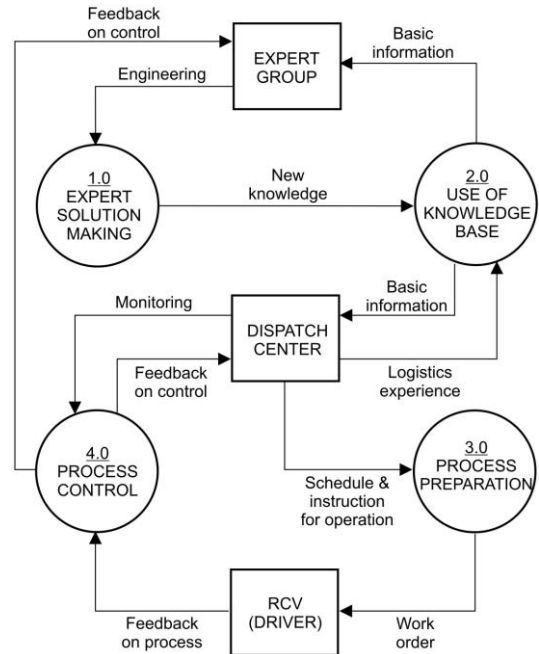 Feedback
on control
EXPERT
GROUP
Basic
information
Engineering
1.0
EXPERT
SOLUTION
MAKING
New
knowledge
2.0
USE OF
KNOWLEDGE
BASE
Monitoring
DISPATCH
CENTER
Basic
information
Feedback
on control
Logistics
experience
4.0
PROCESS
CONTROL
Schedule &
instruction
for operation
3.0
PROCESS
PREPARATION
Feedback
on process
RCV
(DRIVER)
Work
order